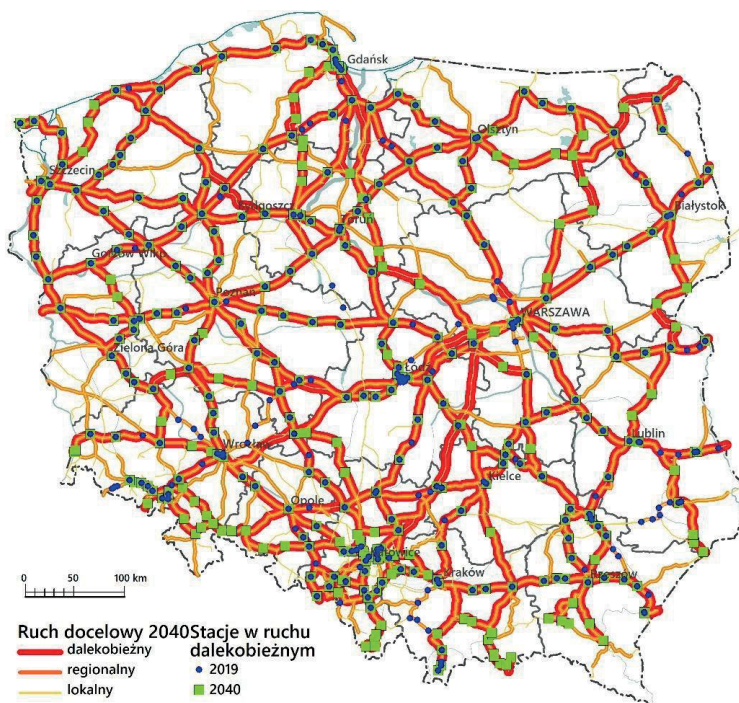 Gdańsk
Olsztyn
Szczecin
Bydgoszcz
Białystok
Toruń
Gorzów Wlkp.
Poznań
WARSZAWA
Zielona Góra
Łódź
Wrocław
Lublin
Kielce
Opole
Katowice
Kraków
Rzeszów
0 50 100 km
Ruch docelowy 2040
dalekobieżny
regionalny
lokalny
Stacje w ruchu
dalekobieżnym
2019
2040